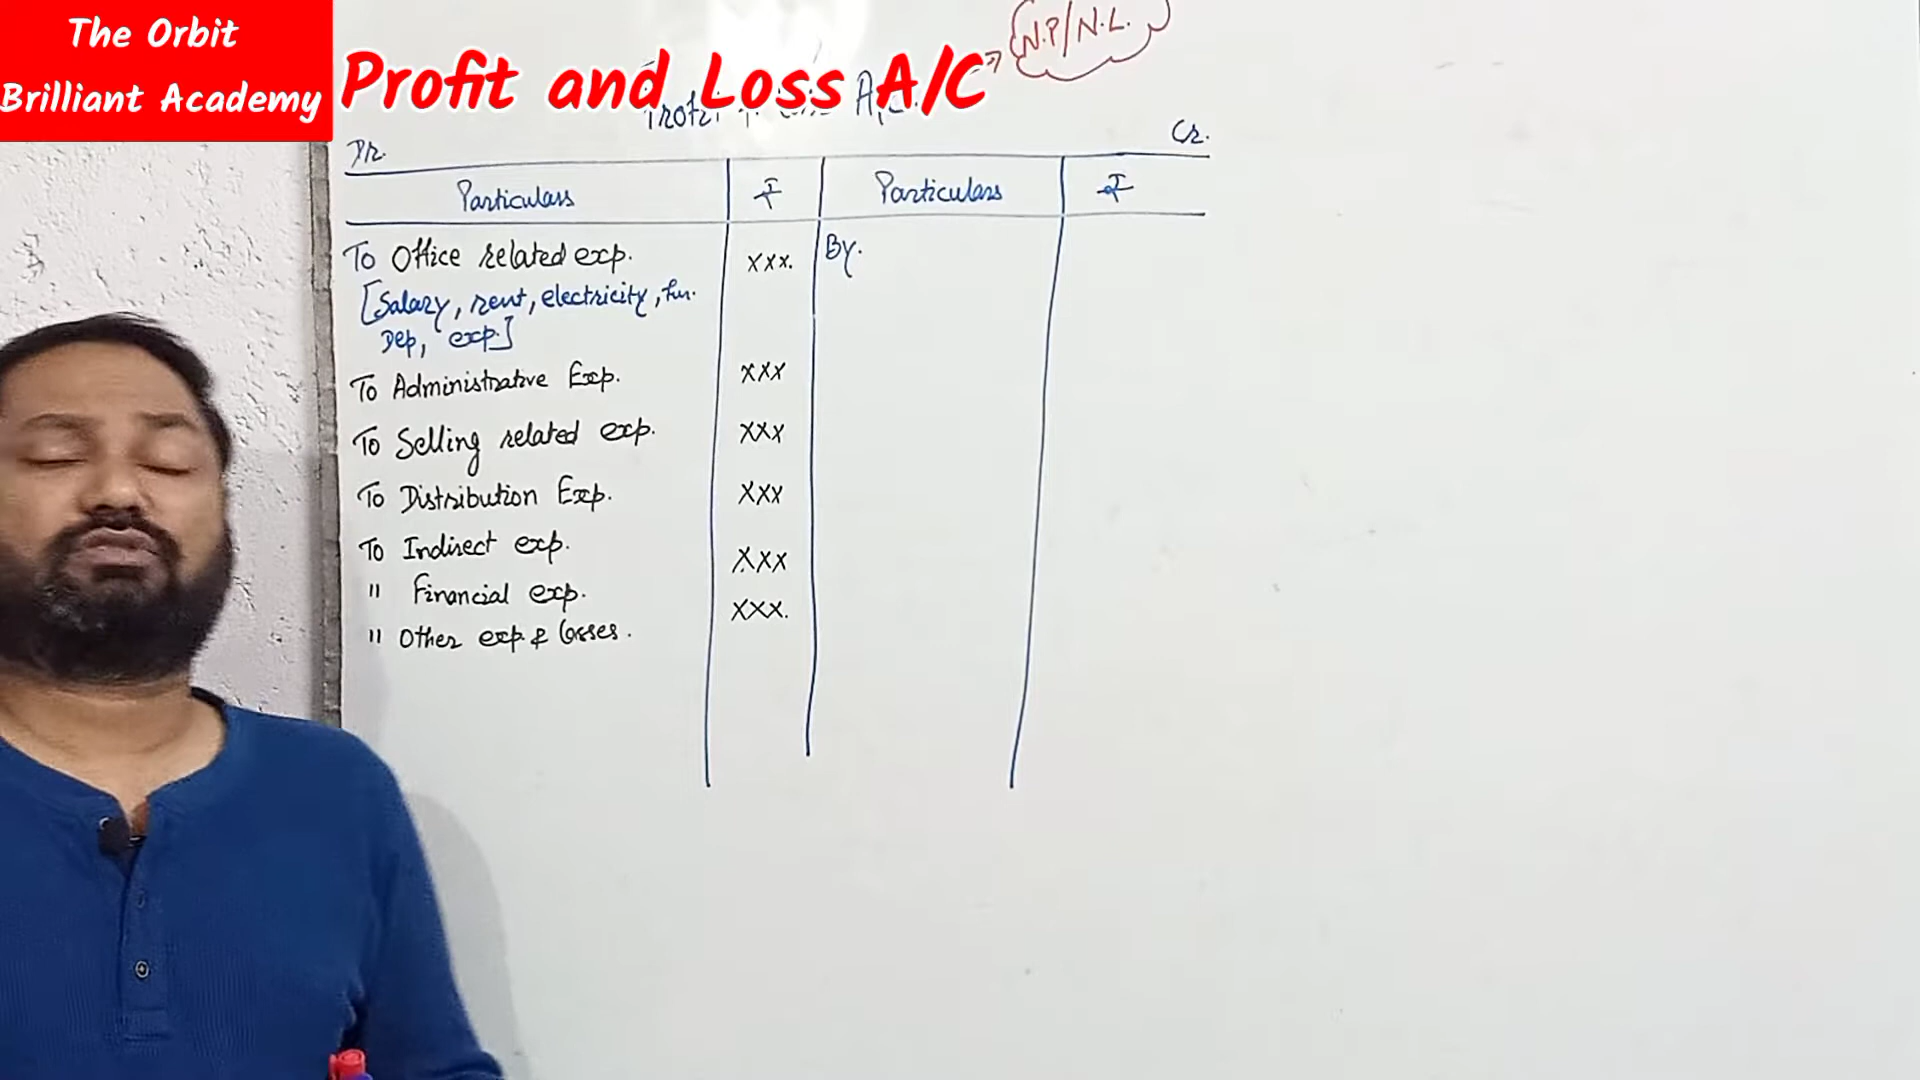 The Orbit
Brilliant Academy
Profit and Loss A/C
N.P/N.L.
A/c.
Dr.
Cr.
Particulars ₹ Particulars ₹
To Office related exp. xxx. By.
[Salary, rent, electricity, fur.
Dep, exp.]
To Administrative Exp. xxx
To Selling related exp. xxx
To Distribution Exp. xxx
To Indirect exp. xxx
" Financial exp. xxx.
" Other exp. & losses.